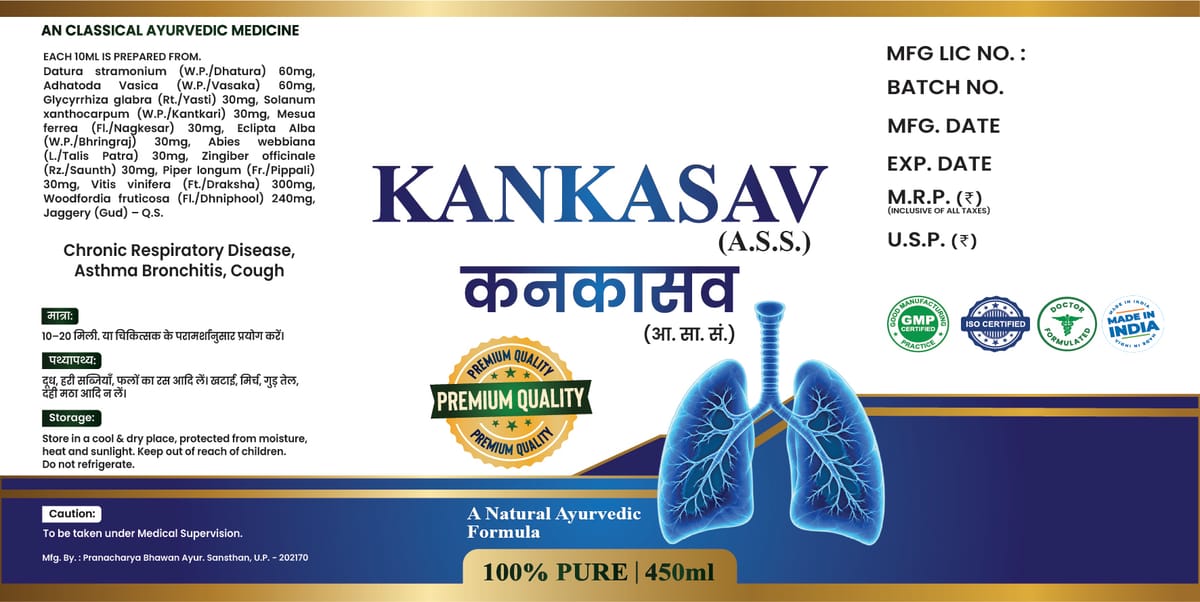 AN CLASSICAL AYURVEDIC MEDICINE
EACH 10ML IS PREPARED FROM.
Datura stramonium (W.P./Dhatura) 60mg,
Adhatoda Vasica (W.P./Vasaka) 60mg,
Glycyrrhiza glabra (Rt./Yasti) 30mg, Solanum
xanthocarpum (W.P./Kantkari) 30mg, Mesua
ferrea (Fl./Nagkesar) 30mg, Eclipta Alba
(W.P./Bhringraj) 30mg, Abies webbiana
(L./Talis Patra) 30mg, Zingiber officinale
(Rz./Saunth) 30mg, Piper longum (Fr./Pippali)
30mg, Vitis vinifera (Ft./Draksha) 300mg,
Woodfordia fruticosa (Fl./Dhniphool) 240mg,
Jaggery (Gud) – Q.S.
Chronic Respiratory Disease,
Asthma Bronchitis, Cough
मात्रा:
10–20 मिली. या चिकित्सक के परामर्शानुसार प्रयोग करें।
पथ्यापथ्य:
दूध, हरी सब्जियाँ, फलों का रस आदि लें। खटाई, मिर्च, गुड़ तेल,
दही मठा आदि न लें।
Storage:
Store in a cool & dry place, protected from moisture,
heat and sunlight. Keep out of reach of children.
Do not refrigerate.
Caution:
To be taken under Medical Supervision.
Mfg. By. : Pranacharya Bhawan Ayur. Sansthan, U.P. - 202170
KANKASAV
(A.S.S.)
कनकासव
(आ. सा. सं.)
PREMIUM QUALITY
PREMIUM QUALITY
PREMIUM QUALITY
A Natural Ayurvedic
Formula
100% PURE | 450ml
MFG LIC NO. :
BATCH NO.
MFG. DATE
EXP. DATE
M.R.P. (₹)
(INCLUSIVE OF ALL TAXES)
U.S.P. (₹)
GOOD MANUFACTURING
GMP
CERTIFIED
PRACTICE
ISO CERTIFIED
DOCTOR
FORMULATED
MADE IN INDIA
MADE IN
INDIA